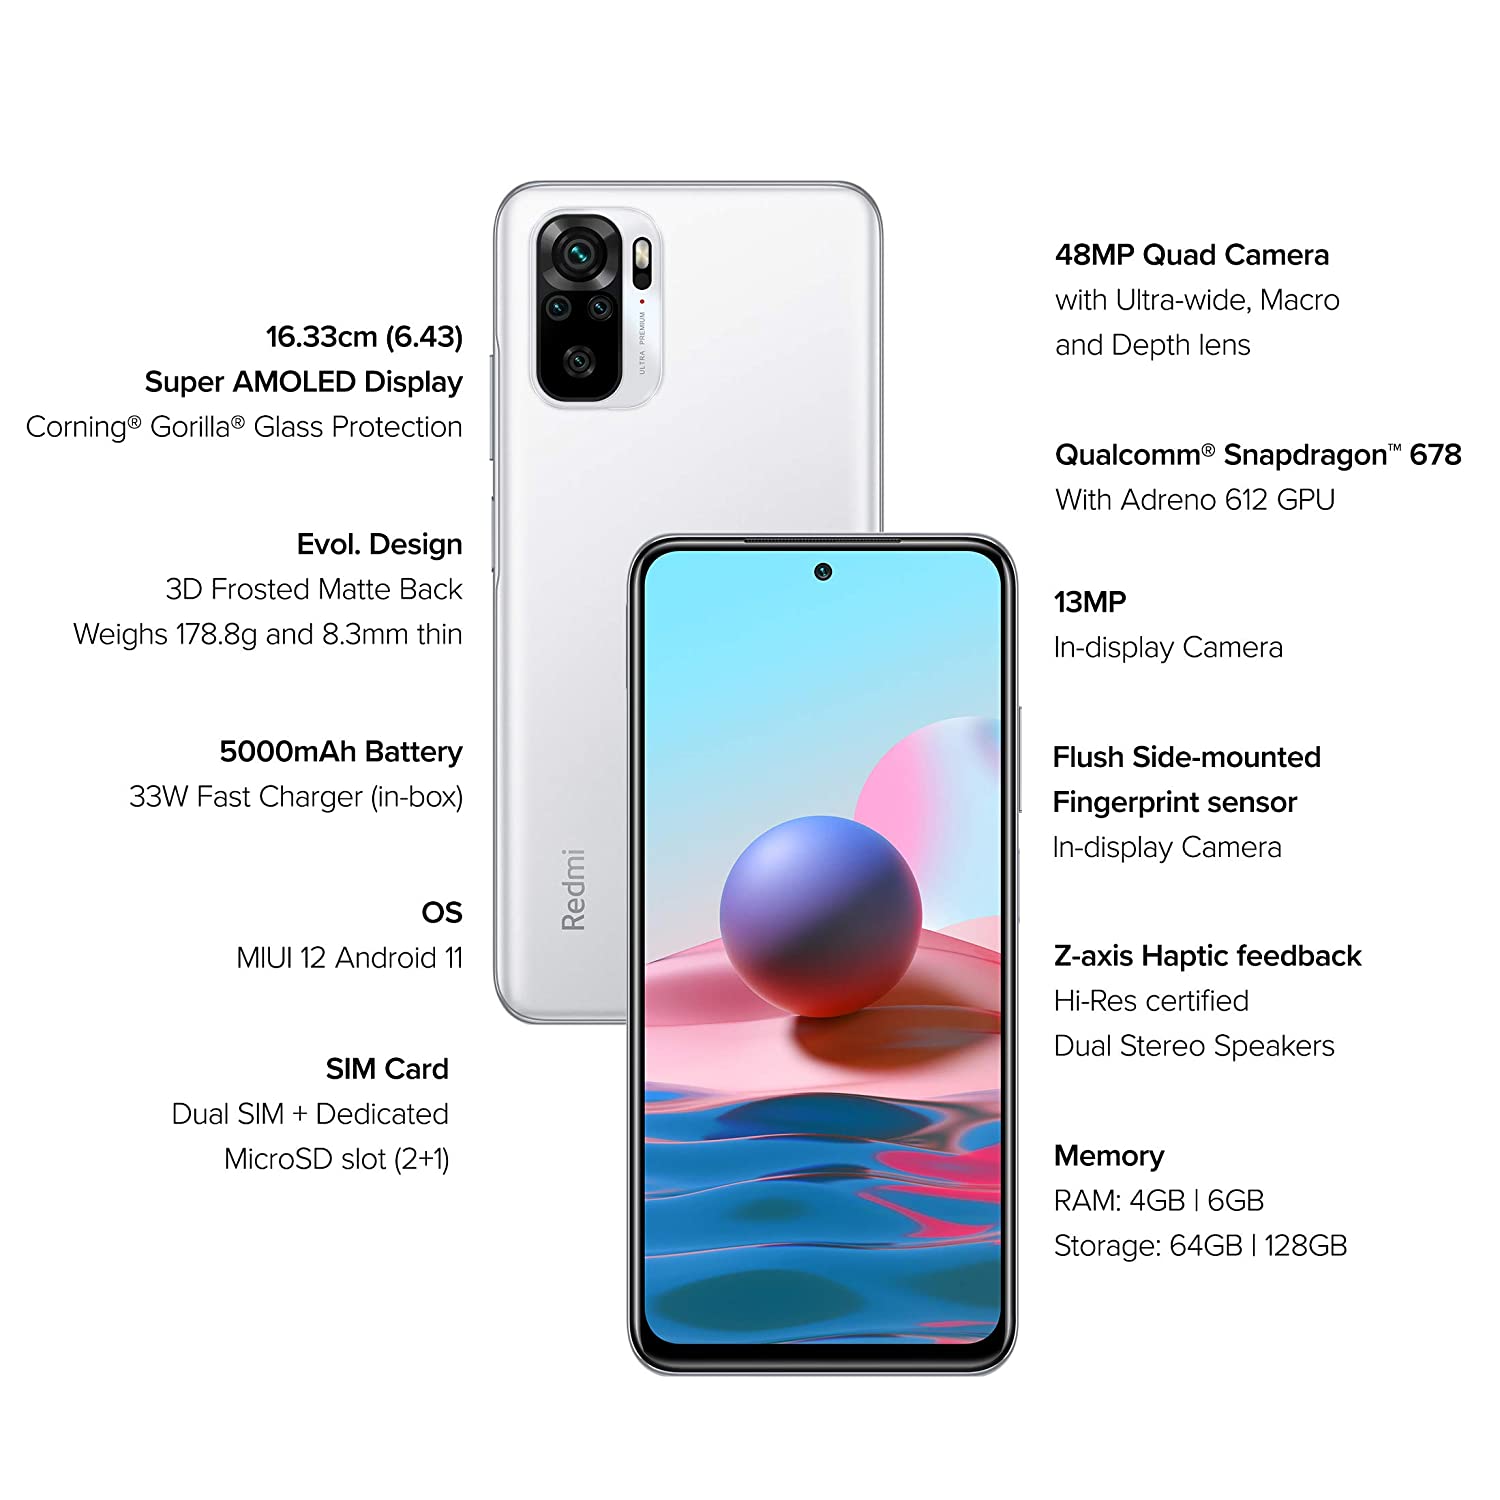 16.33cm (6.43)
Super AMOLED Display
Corning® Gorilla® Glass Protection
Evol. Design
3D Frosted Matte Back
Weighs 178.8g and 8.3mm thin
5000mAh Battery
33W Fast Charger (in-box)
OS
MIUI 12 Android 11
SIM Card
Dual SIM + Dedicated
MicroSD slot (2+1)
ULTRA PREMIUM
Redmi
48MP Quad Camera
with Ultra-wide, Macro
and Depth lens
Qualcomm® Snapdragon™ 678
With Adreno 612 GPU
13MP
In-display Camera
Flush Side-mounted
Fingerprint sensor
In-display Camera
Z-axis Haptic feedback
Hi-Res certified
Dual Stereo Speakers
Memory
RAM: 4GB | 6GB
Storage: 64GB | 128GB